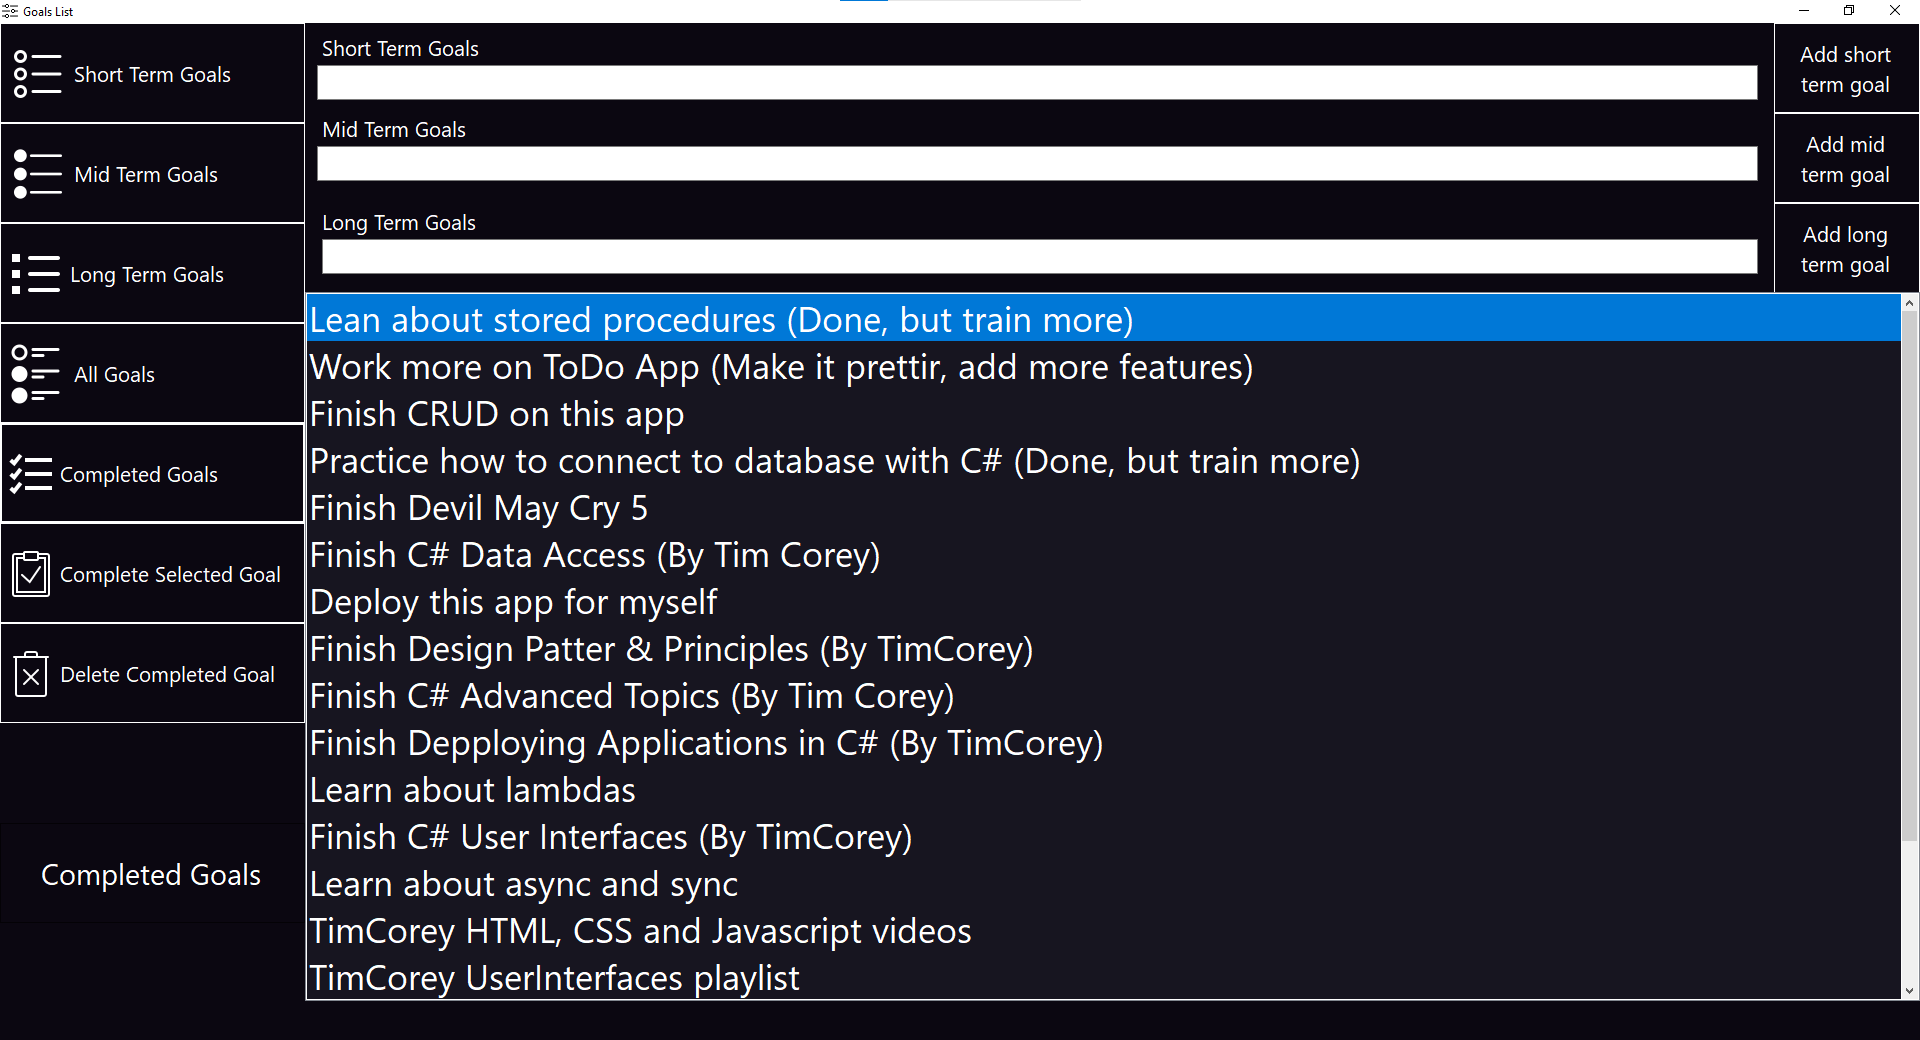 Goals List
Short Term Goals
Mid Term Goals
Long Term Goals
All Goals
Completed Goals
Complete Selected Goal
Delete Completed Goal
Completed Goals
Short Term Goals
Mid Term Goals
Long Term Goals
Add short
term goal
Add mid
term goal
Add long
term goal
Lean about stored procedures (Done, but train more)
Work more on ToDo App (Make it prettir, add more features)
Finish CRUD on this app
Practice how to connect to database with C# (Done, but train more)
Finish Devil May Cry 5
Finish C# Data Access (By Tim Corey)
Deploy this app for myself
Finish Design Patter & Principles (By TimCorey)
Finish C# Advanced Topics (By Tim Corey)
Finish Depploying Applications in C# (By TimCorey)
Learn about lambdas
Finish C# User Interfaces (By TimCorey)
Learn about async and sync
TimCorey HTML, CSS and Javascript videos
TimCorey UserInterfaces playlist